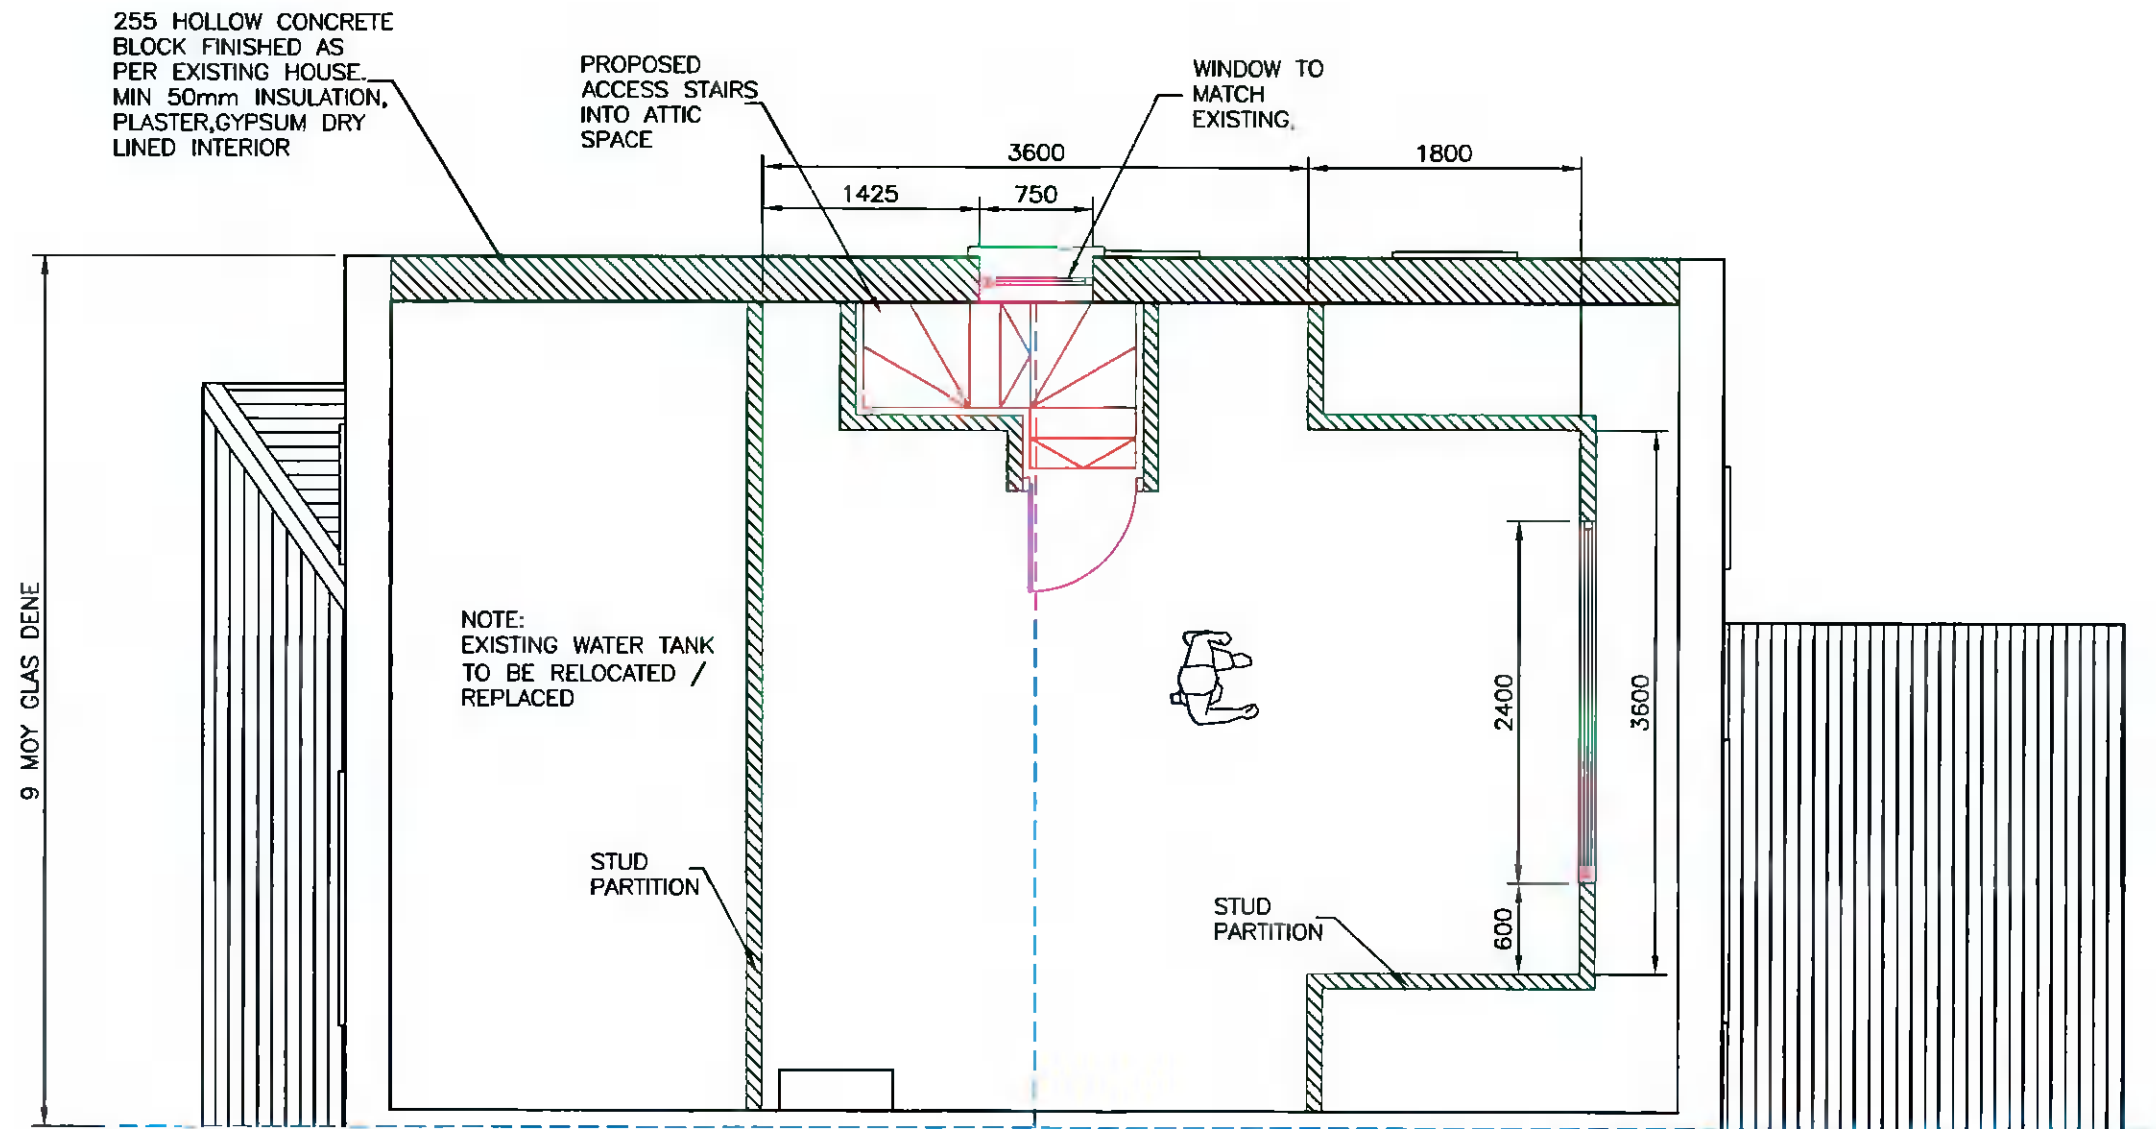 255 HOLLOW CONCRETE
BLOCK FINISHED AS
PER EXISTING HOUSE.
MIN 50mm INSULATION,
PLASTER,GYPSUM DRY
LINED INTERIOR
PROPOSED
ACCESS STAIRS
INTO ATTIC
SPACE
WINDOW TO
MATCH
EXISTING.
3600
1800
1425
750
9 MOY GLAS DENE
NOTE:
EXISTING WATER TANK
TO BE RELOCATED /
REPLACED
2400
3600
STUD
PARTITION
STUD
PARTITION
600